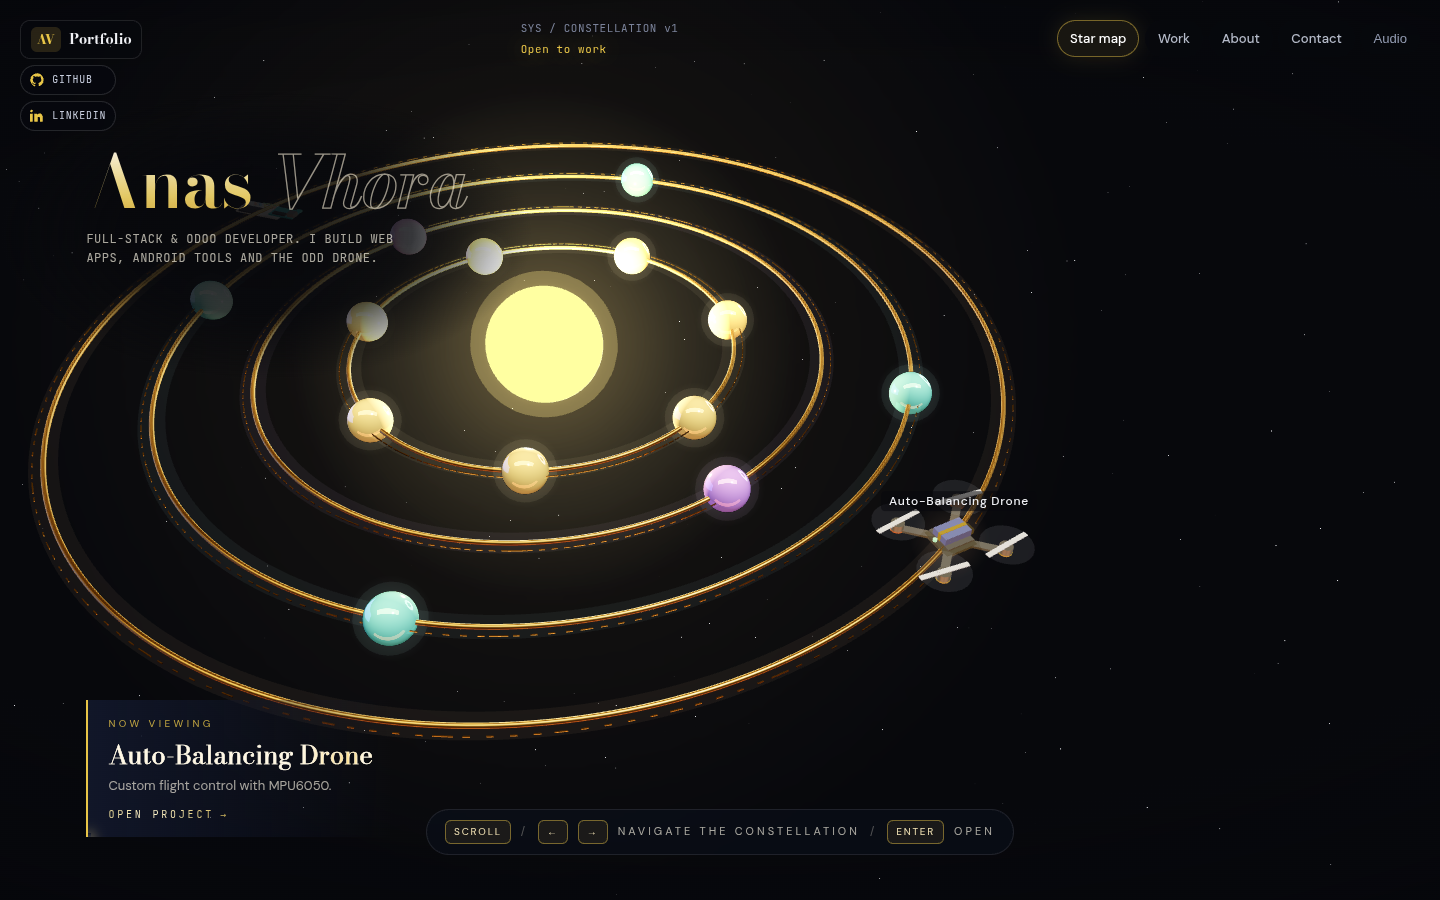 AV Portfolio
GITHUB
LINKEDIN
SYS / CONSTELLATION v1
Open to work
Star map
Work
About
Contact
Audio
Anas Vhora
FULL-STACK & ODOO DEVELOPER. I BUILD WEB
APPS, ANDROID TOOLS AND THE ODD DRONE.
Auto-Balancing Drone
NOW VIEWING
Auto-Balancing Drone
Custom flight control with MPU6050.
OPEN PROJECT →
SCROLL / ← → NAVIGATE THE CONSTELLATION / ENTER OPEN